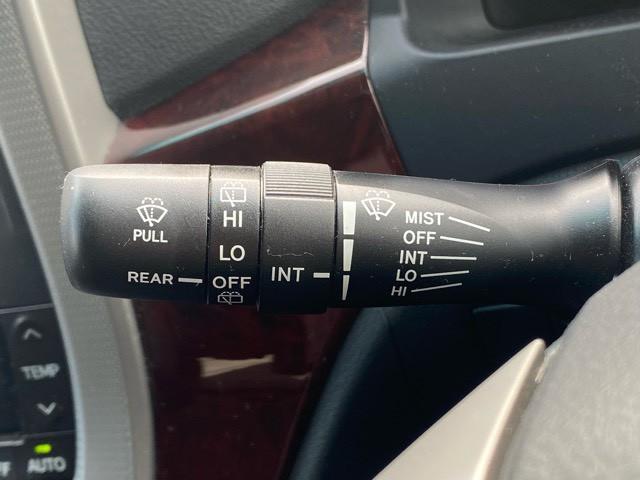 PULL
REAR
HI
LO
OFF
INT
MIST
OFF
INT
LO
HI
TEMP
AUTO